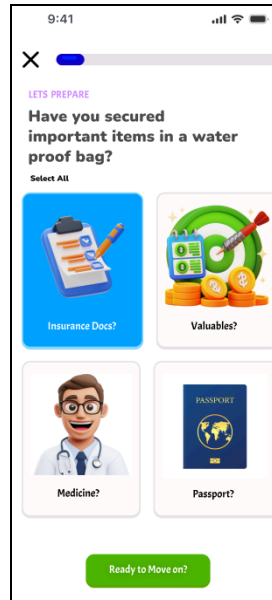 9:41
LETS PREPARE
Have you secured
important items in a water
proof bag?
Select All
Insurance Docs?
Valuables?
PASSPORT
Medicine?
Passport?
Ready to Move on?